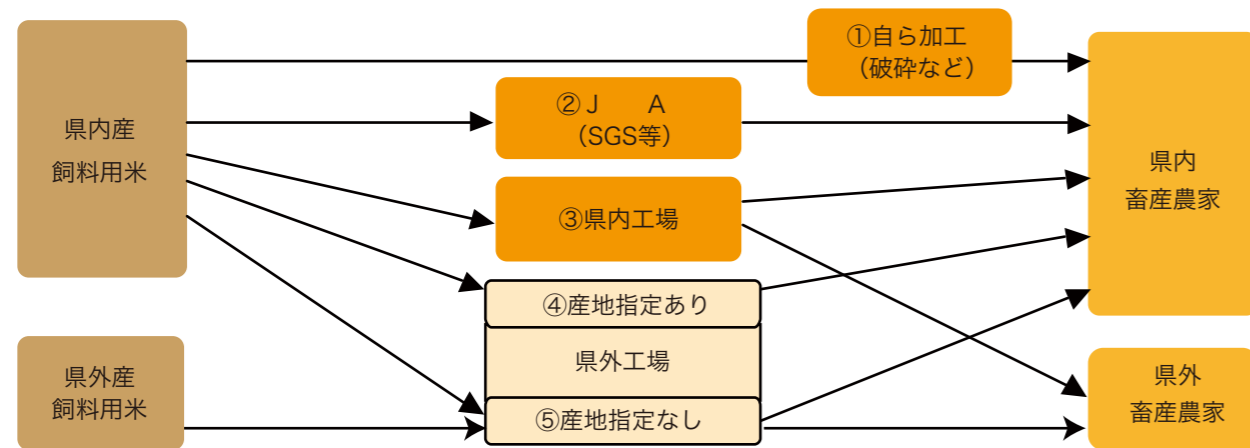 県内産
飼料用米
県外産
飼料用米
①自ら加工
（破砕など）
②J A
（SGS等）
③県内工場
④産地指定あり
県外工場
⑤産地指定なし
県内
畜産農家
県外
畜産農家